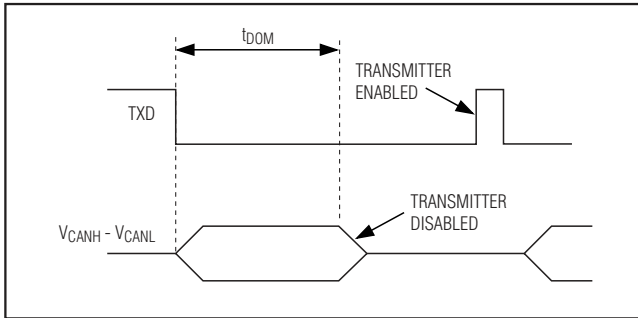 tDOM
TRANSMITTER
ENABLED
TXD
TRANSMITTER
DISABLED
VCANH - VCANL